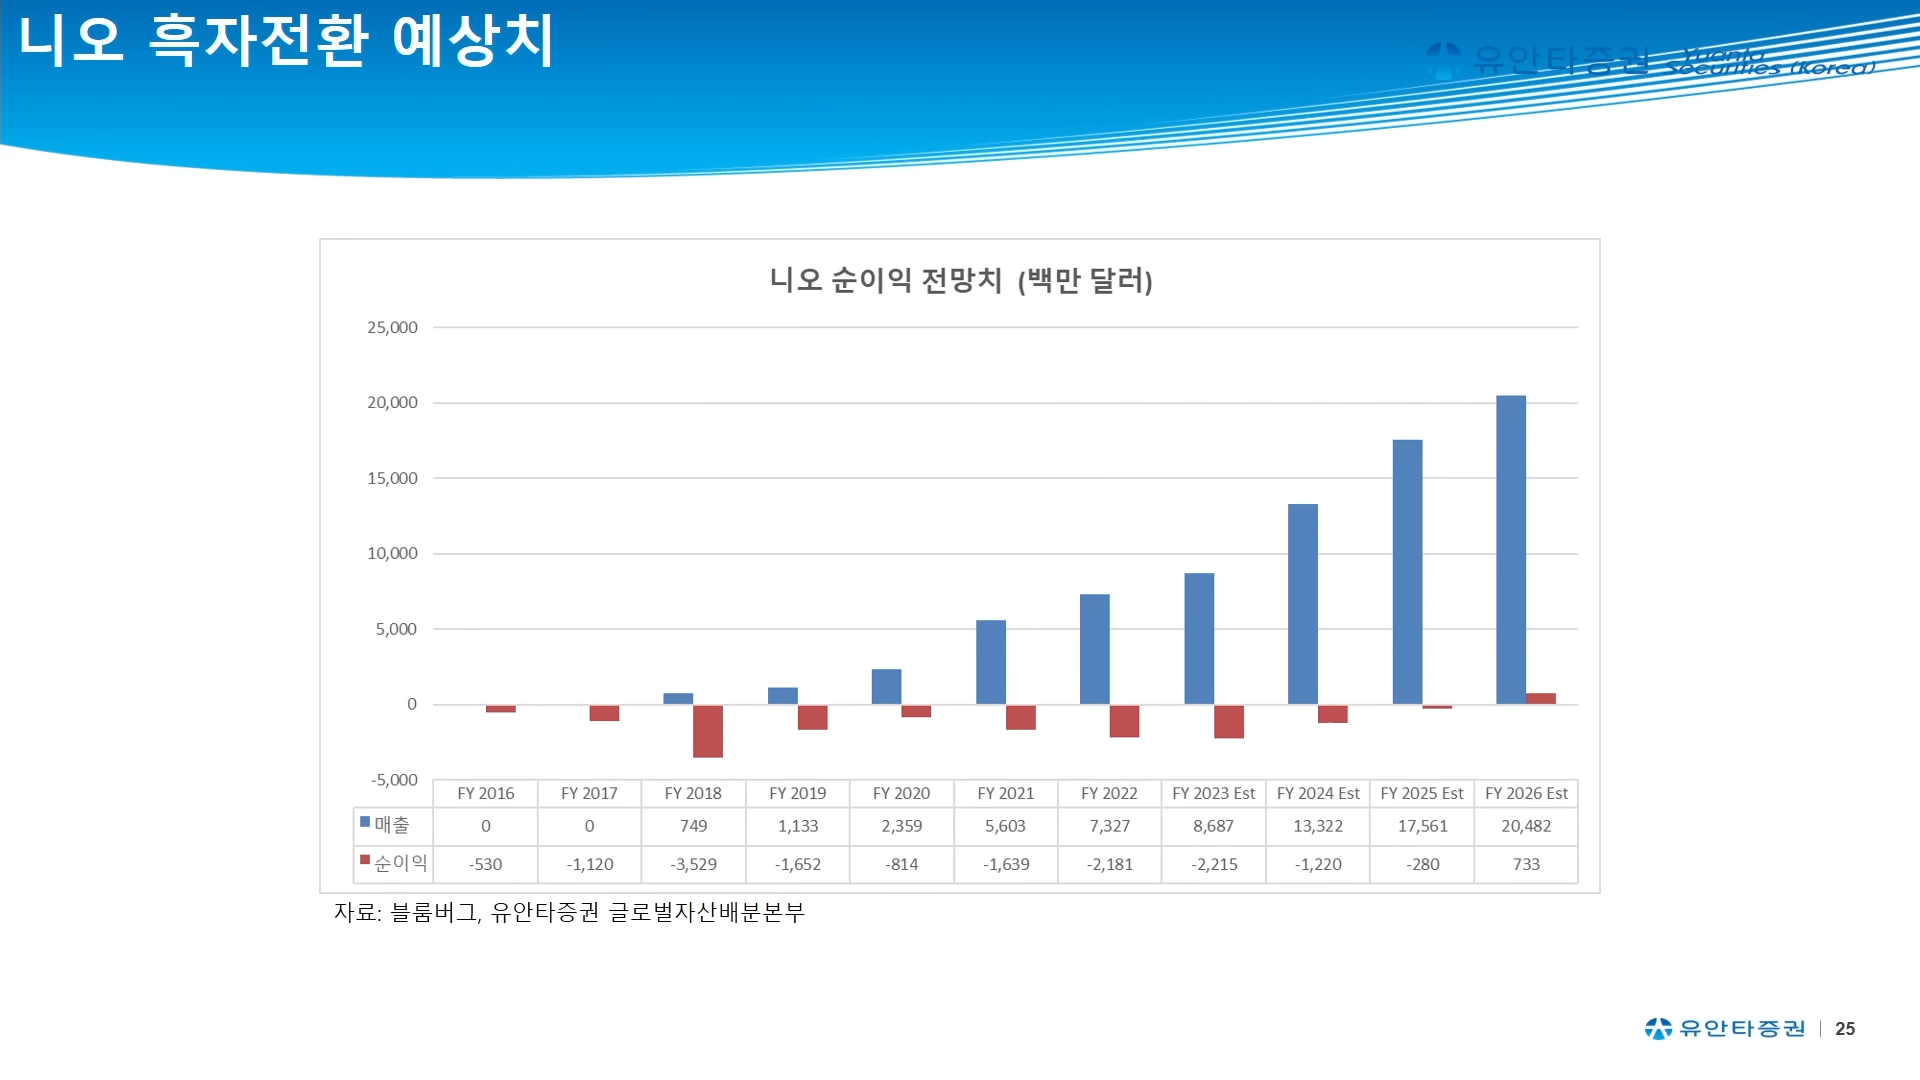 니오 흑자전환 예상치
유안타증권 Yuanta Securities (Korea)
니오 순이익 전망치 (백만 달러)
25,000
20,000
15,000
10,000
5,000
0
-5,000
FY 2016 FY 2017 FY 2018 FY 2019 FY 2020 FY 2021 FY 2022 FY 2023 Est FY 2024 Est FY 2025 Est FY 2026 Est
매출 0 0 749 1,133 2,359 5,603 7,327 8,687 13,322 17,561 20,482
순이익 -530 -1,120 -3,529 -1,652 -814 -1,639 -2,181 -2,215 -1,220 -280 733
자료: 블룸버그, 유안타증권 글로벌자산배분본부
유안타증권 | 25